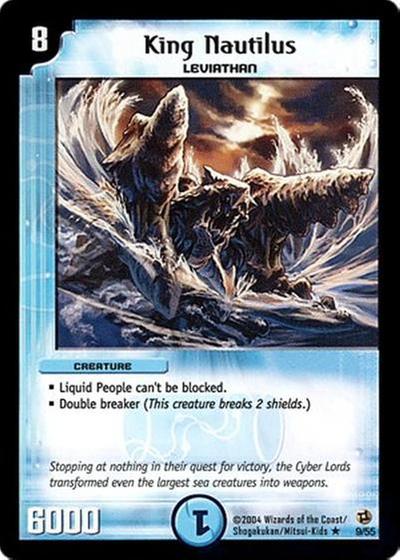 8
King Nautilus
LEVIATHAN
CREATURE
▪ Liquid People can't be blocked.
▪ Double breaker (This creature breaks 2 shields.)
Stopping at nothing in their quest for victory, the Cyber Lords
transformed even the largest sea creatures into weapons.
6000
1
©2004 Wizards of the Coast/
Shogakukan/Mitsui-Kids ★ 9/55